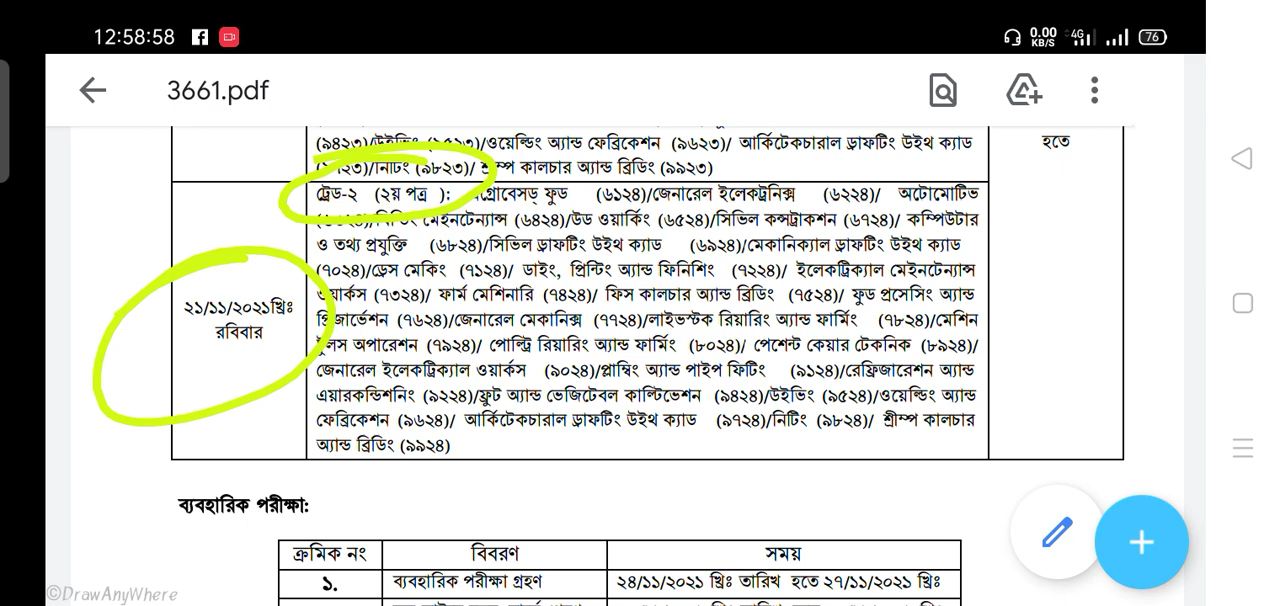 12:58:58
0.00 KB/S 4G 76
3661.pdf
(৯৪২৩)/উইভিং (৯৫২৩)/ওয়েল্ডিং অ্যান্ড ফেব্রিকেশন (৯৬২৩)/ আর্কিটেকচারাল ড্রাফটিং উইথ ক্যাড
হতে
(৯৭২৩)/নিটিং (৯৮২৩)/ শ্রীম্প কালচার অ্যান্ড ব্রিডিং (৯৯২৩)
ট্রেড-২ (২য় পত্র ): এগ্রোবেসড্ ফুড (৬১২৪)/জেনারেল ইলেকট্রনিক্স (৬২২৪)/ অটোমোটিভ
মেইনটেন্যান্স (৬৪২৪)/উড ওয়ার্কিং (৬৫২৪)/সিভিল কন্সট্রাকশন (৬৭২৪)/ কম্পিউটার
ও তথ্য প্রযুক্তি (৬৮২৪)/সিভিল ড্রাফটিং উইথ ক্যাড (৬৯২৪)/মেকানিক্যাল ড্রাফটিং উইথ ক্যাড
(৭০২৪)/ড্রেস মেকিং (৭১২৪)/ ডাইং, প্রিন্টিং অ্যান্ড ফিনিশিং (৭২২৪)/ ইলেকট্রিক্যাল মেইনটেন্যান্স
ওয়ার্কস (৭৩২৪)/ ফার্ম মেশিনারি (৭৪২৪)/ ফিস কালচার অ্যান্ড ব্রিডিং (৭৫২৪)/ ফুড প্রসেসিং অ্যান্ড
২১/১১/২০২১খ্রিঃ
রবিবার
প্রিজার্ভেশন (৭৬২৪)/জেনারেল মেকানিক্স (৭৭২৪)/লাইভস্টক রিয়ারিং অ্যান্ড ফার্মিং (৭৮২৪)/মেশিন
টুলস অপারেশন (৭৯২৪)/ পোল্ট্রি রিয়ারিং অ্যান্ড ফার্মিং (৮০২৪)/ পেশেন্ট কেয়ার টেকনিক (৮৯২৪)/
জেনারেল ইলেকট্রিক্যাল ওয়ার্কস (৯০২৪)/প্লাম্বিং অ্যান্ড পাইপ ফিটিং (৯১২৪)/রেফ্রিজারেশন অ্যান্ড
এয়ারকন্ডিশনিং (৯২২৪)/ফ্রুট অ্যান্ড ভেজিটেবল কাল্টিভেশন (৯৪২৪)/উইভিং (৯৫২৪)/ওয়েল্ডিং অ্যান্ড
ফেব্রিকেশন (৯৬২৪)/ আর্কিটেকচারাল ড্রাফটিং উইথ ক্যাড (৯৭২৪)/নিটিং (৯৮২৪)/ শ্রীম্প কালচার
অ্যান্ড ব্রিডিং (৯৯২৪)
ব্যবহারিক পরীক্ষা:
ক্রমিক নং বিবরণ সময়
১. ব্যবহারিক পরীক্ষা গ্রহণ ২৪/১১/২০২১ খ্রিঃ তারিখ হতে ২৭/১১/২০২১ খ্রিঃ
©DrawAnyWhere